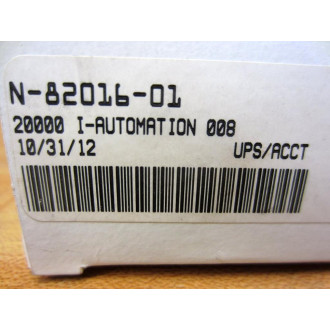 N-82016-01
20000 I-AUTOMATION 008
10/31/12 UPS/ACCT